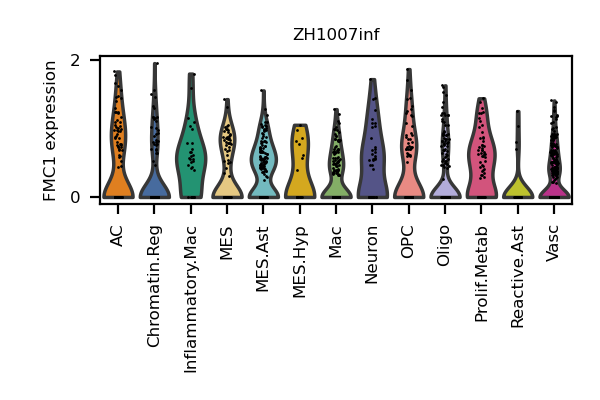 ZH1007inf
FMC1 expression
2
0
AC
Chromatin.Reg
Inflammatory.Mac
MES
MES.Ast
MES.Hyp
Mac
Neuron
OPC
Oligo
Prolif.Metab
Reactive.Ast
Vasc